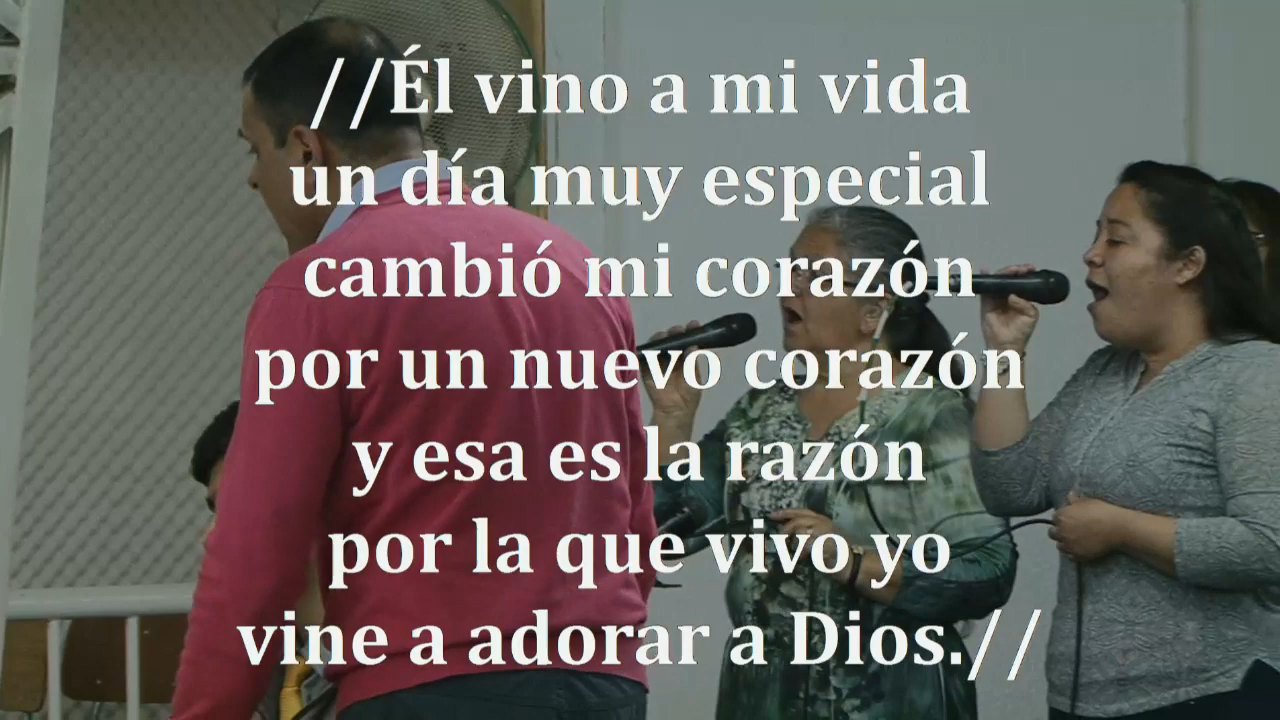 //Él vino a mi vida
un día muy especial
cambió mi corazón
por un nuevo corazón
y esa es la razón
por la que vivo yo
vine a adorar a Dios.//